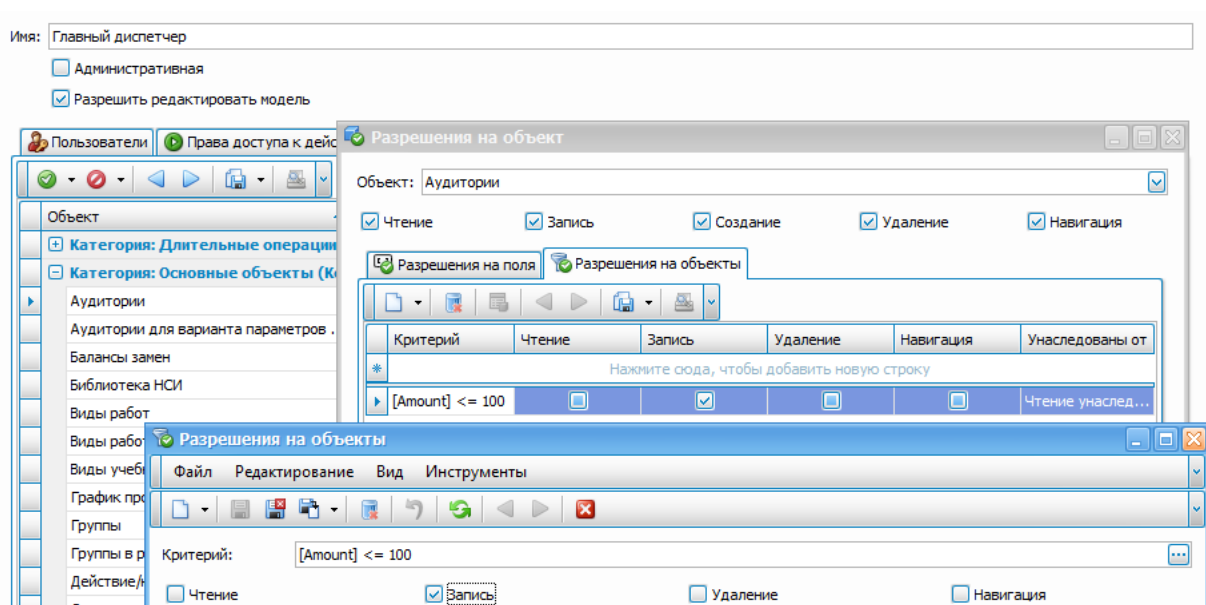 Имя: Главный диспетчер
Административная
Разрешить редактировать модель
Пользователи Права доступа к дейс
Объект
Категория: Длительные операции
Категория: Основные объекты (К
Аудитории
Аудитории для варианта параметров .
Балансы замен
Библиотека НСИ
Виды работ
Виды рабо
Виды учеб
График про
Группы
Группы в р
Действие/н
Разрешения на объект
Объект: Аудитории
Чтение Запись Создание Удаление Навигация
Разрешения на поля Разрешения на объекты
Критерий Чтение Запись Удаление Навигация Унаследованы от
Нажмите сюда, чтобы добавить новую строку
[Amount] <= 100 Чтение унаслед...
Разрешения на объекты
Файл Редактирование Вид Инструменты
Критерий: [Amount] <= 100
Чтение Запись Удаление Навигация